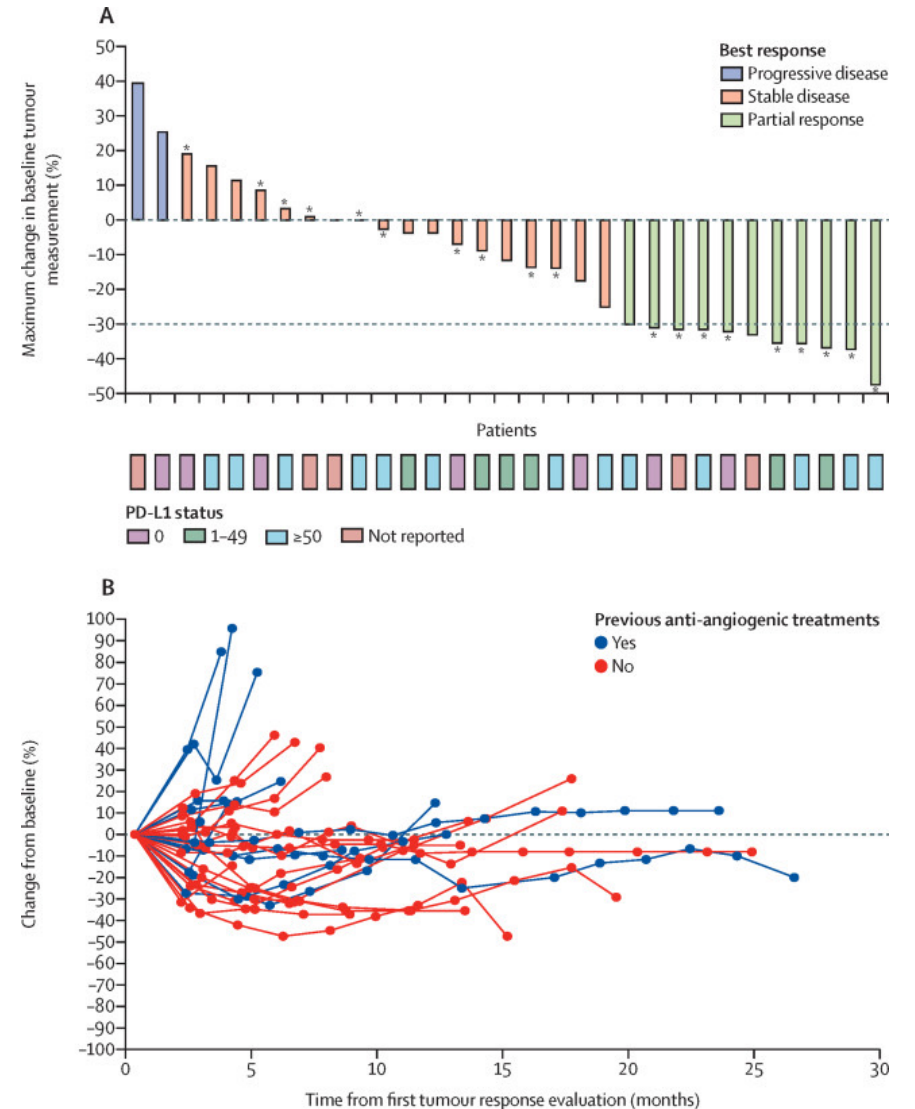 A
Best response
Progressive disease
Stable disease
Partial response
Maximum change in baseline tumour
measurement (%)
50
40
30
20
10
0
−10
−20
−30
−40
−50
* * * * * * * * * * * * * * * * * * *
Patients
PD-L1 status
0 1–49 ≥50 Not reported
B
Previous anti-angiogenic treatments
Yes
No
Change from baseline (%)
100
90
80
70
60
50
40
30
20
10
0
−10
−20
−30
−40
−50
−60
−70
−80
−90
−100
0 5 10 15 20 25 30
Time from first tumour response evaluation (months)